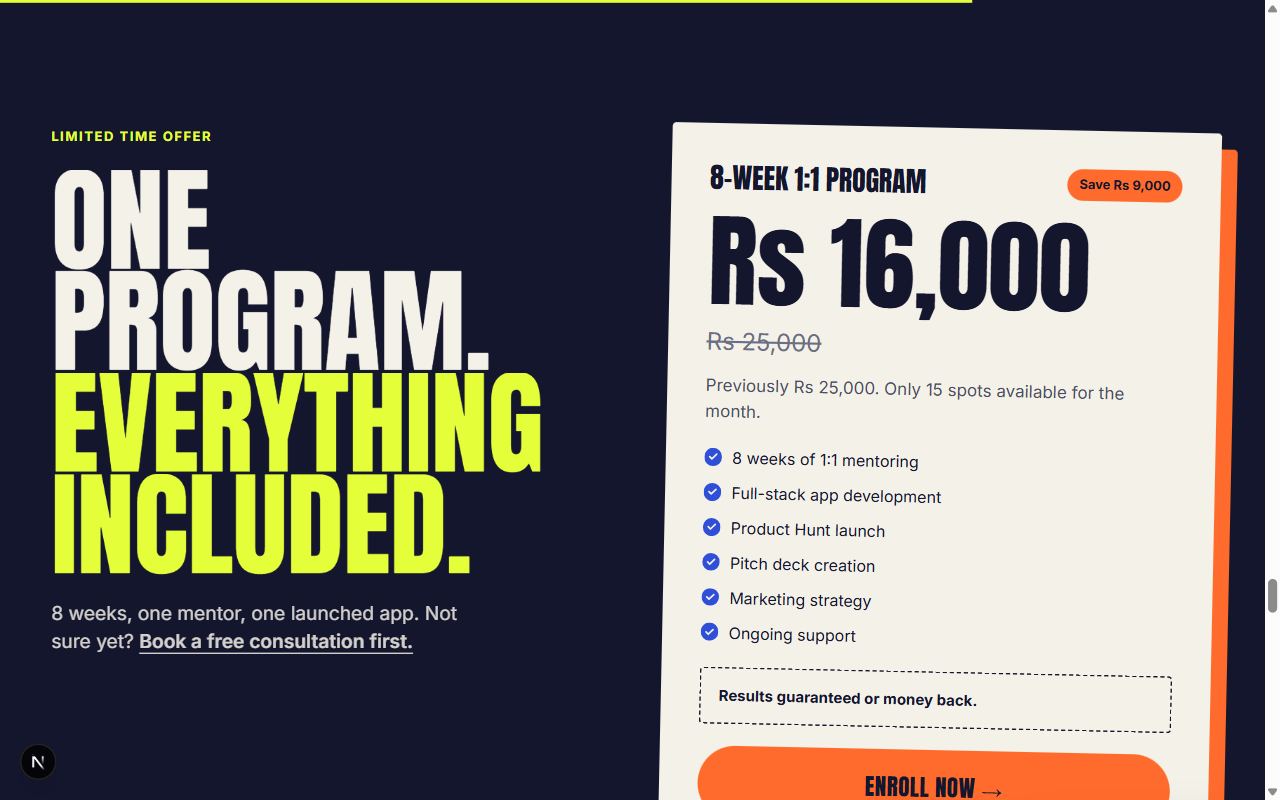 LIMITED TIME OFFER
ONE
PROGRAM.
EVERYTHING
INCLUDED.
8 weeks, one mentor, one launched app. Not
sure yet? Book a free consultation first.
N
8-WEEK 1:1 PROGRAM
Save Rs 9,000
Rs 16,000
Rs 25,000
Previously Rs 25,000. Only 15 spots available for the
month.
8 weeks of 1:1 mentoring
Full-stack app development
Product Hunt launch
Pitch deck creation
Marketing strategy
Ongoing support
Results guaranteed or money back.
ENROLL NOW →